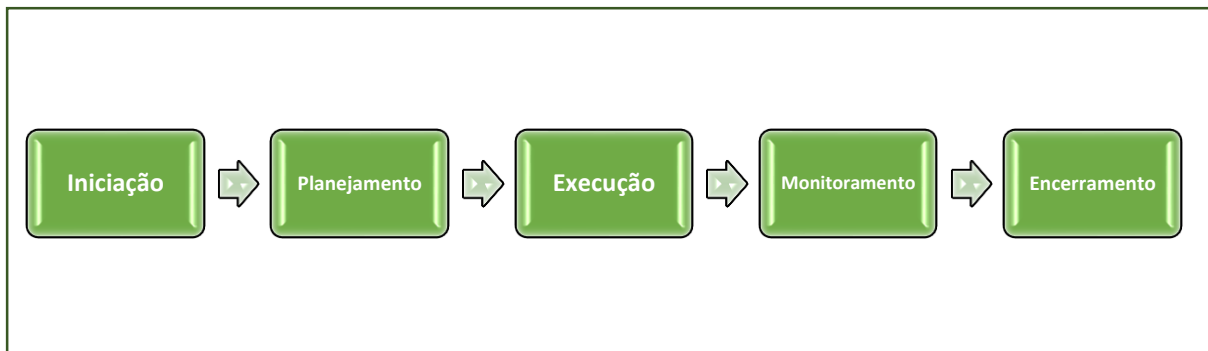 Iniciação
Planejamento
Execução
Monitoramento
Encerramento